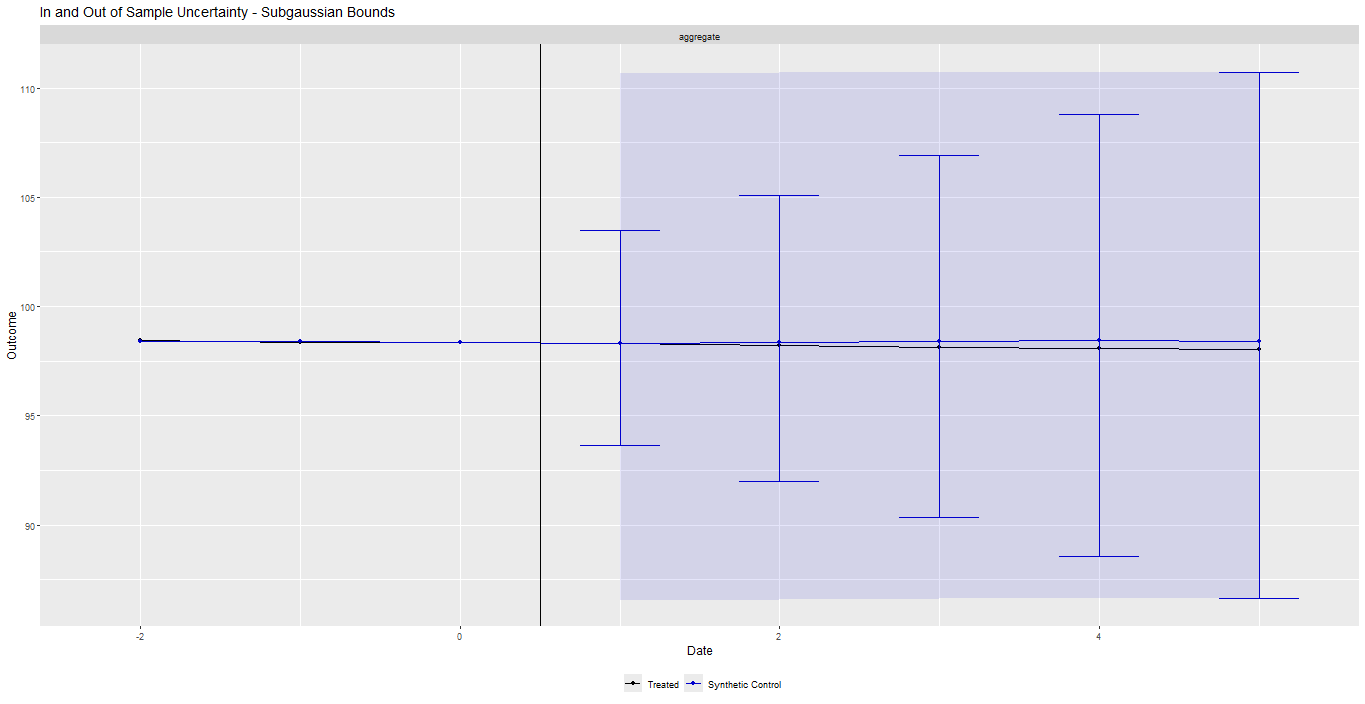 In and Out of Sample Uncertainty - Subgaussian Bounds
aggregate
110
105
100
95
90
Outcome
-2
0
2
4
Date
Treated
Synthetic Control